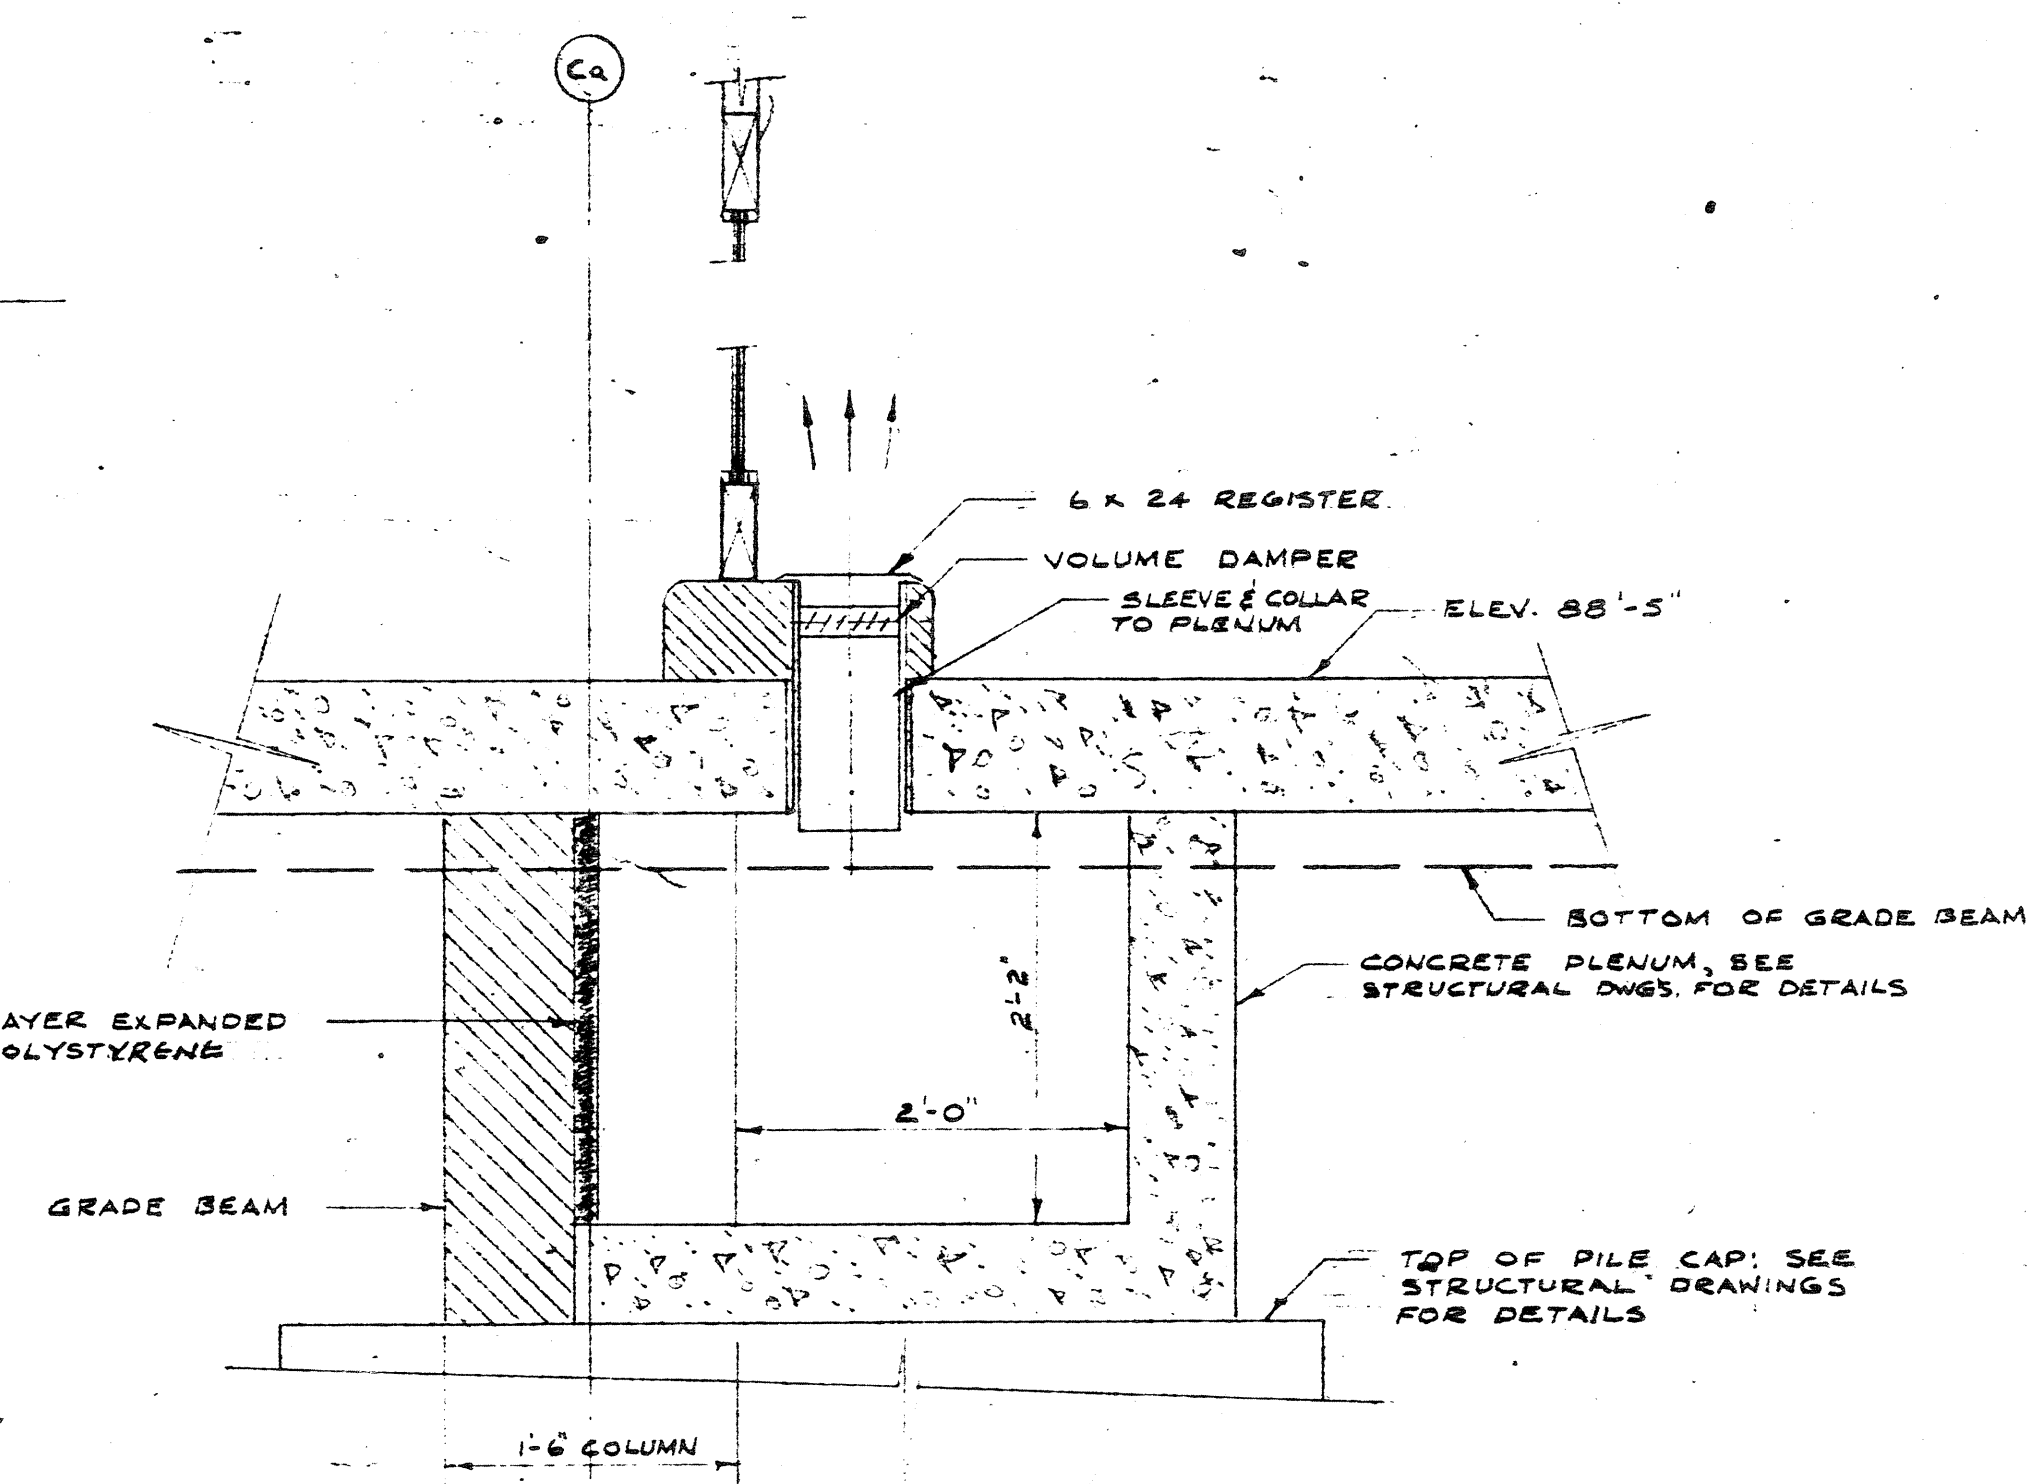 Ca
6 x 24 REGISTER
VOLUME DAMPER
SLEEVE & COLLAR
TO PLENUM
ELEV. 88'-5"
BOTTOM OF GRADE BEAM
CONCRETE PLENUM, SEE
STRUCTURAL DWG'S. FOR DETAILS
2'-2"
AYER EXPANDED
OLYSTYRENE
2'-0"
GRADE BEAM
TOP OF PILE CAP: SEE
STRUCTURAL DRAWINGS
FOR DETAILS
1'-6" COLUMN